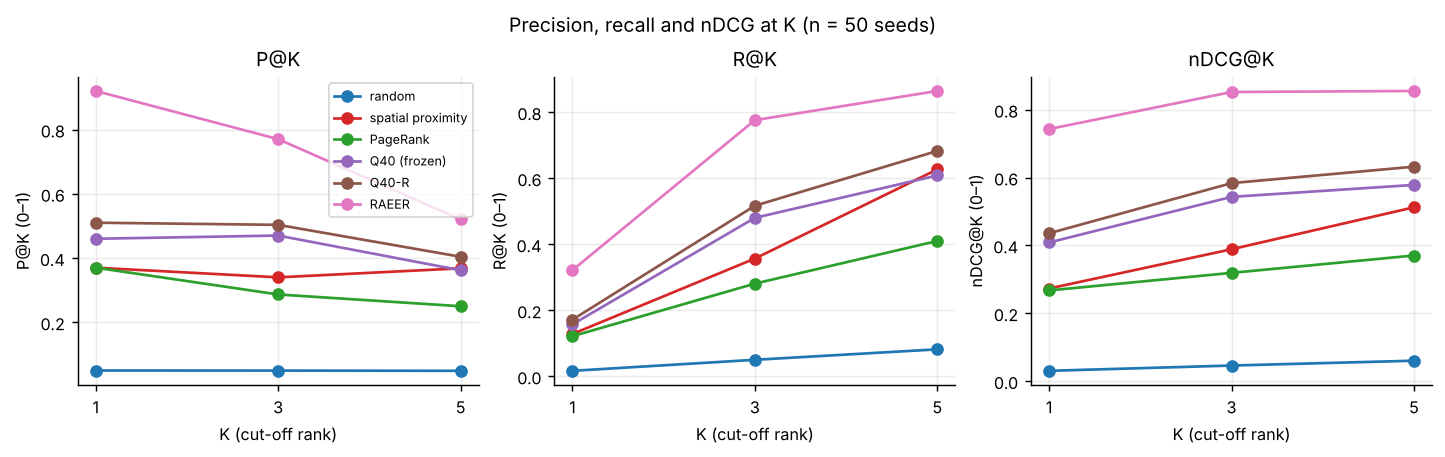 Precision, recall and nDCG at K (n = 50 seeds)
P@K
P@K (0–1)
0.8
0.6
0.4
0.2
random
spatial proximity
PageRank
Q40 (frozen)
Q40-R
RAEER
1
3
5
K (cut-off rank)
R@K
R@K (0–1)
0.8
0.6
0.4
0.2
0.0
1
3
5
K (cut-off rank)
nDCG@K
nDCG@K (0–1)
0.8
0.6
0.4
0.2
0.0
1
3
5
K (cut-off rank)